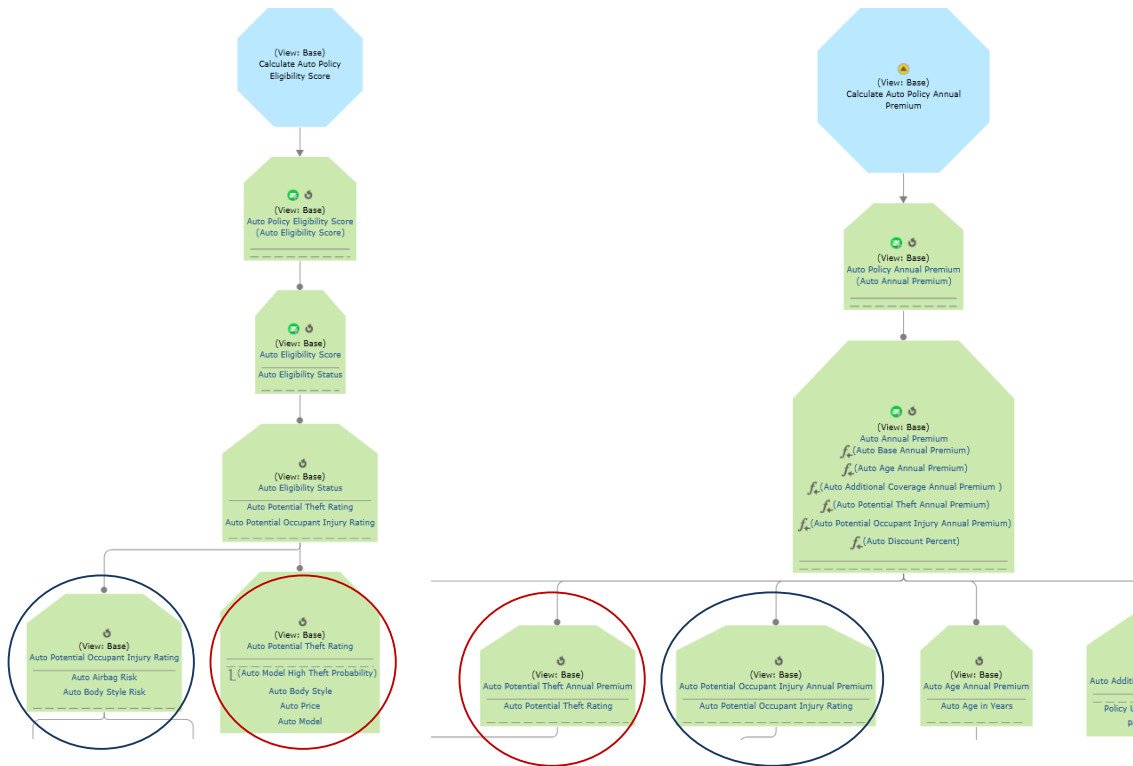 (View: Base)
Calculate Auto Policy
Eligibility Score
(View: Base)
Auto Policy Eligibility Score
(Auto Eligibility Score)
(View: Base)
Auto Eligibility Score
Auto Eligibility Status
(View: Base)
Auto Eligibility Status
Auto Potential Theft Rating
Auto Potential Occupant Injury Rating
(View: Base)
Auto Potential Occupant Injury Rating
Auto Airbag Risk
Auto Body Style Risk
(View: Base)
Auto Potential Theft Rating
(Auto Model High Theft Probability)
Auto Body Style
Auto Price
Auto Model
(View: Base)
Calculate Auto Policy Annual
Premium
(View: Base)
Auto Policy Annual Premium
(Auto Annual Premium)
(View: Base)
Auto Annual Premium
(Auto Base Annual Premium)
(Auto Age Annual Premium)
(Auto Additional Coverage Annual Premium )
(Auto Potential Theft Annual Premium)
(Auto Potential Occupant Injury Annual Premium)
(Auto Discount Percent)
(View: Base)
Auto Potential Theft Annual Premium
Auto Potential Theft Rating
(View: Base)
Auto Potential Occupant Injury Annual Premium
Auto Potential Occupant Injury Rating
(View: Base)
Auto Age Annual Premium
Auto Age in Years
Auto
Policy